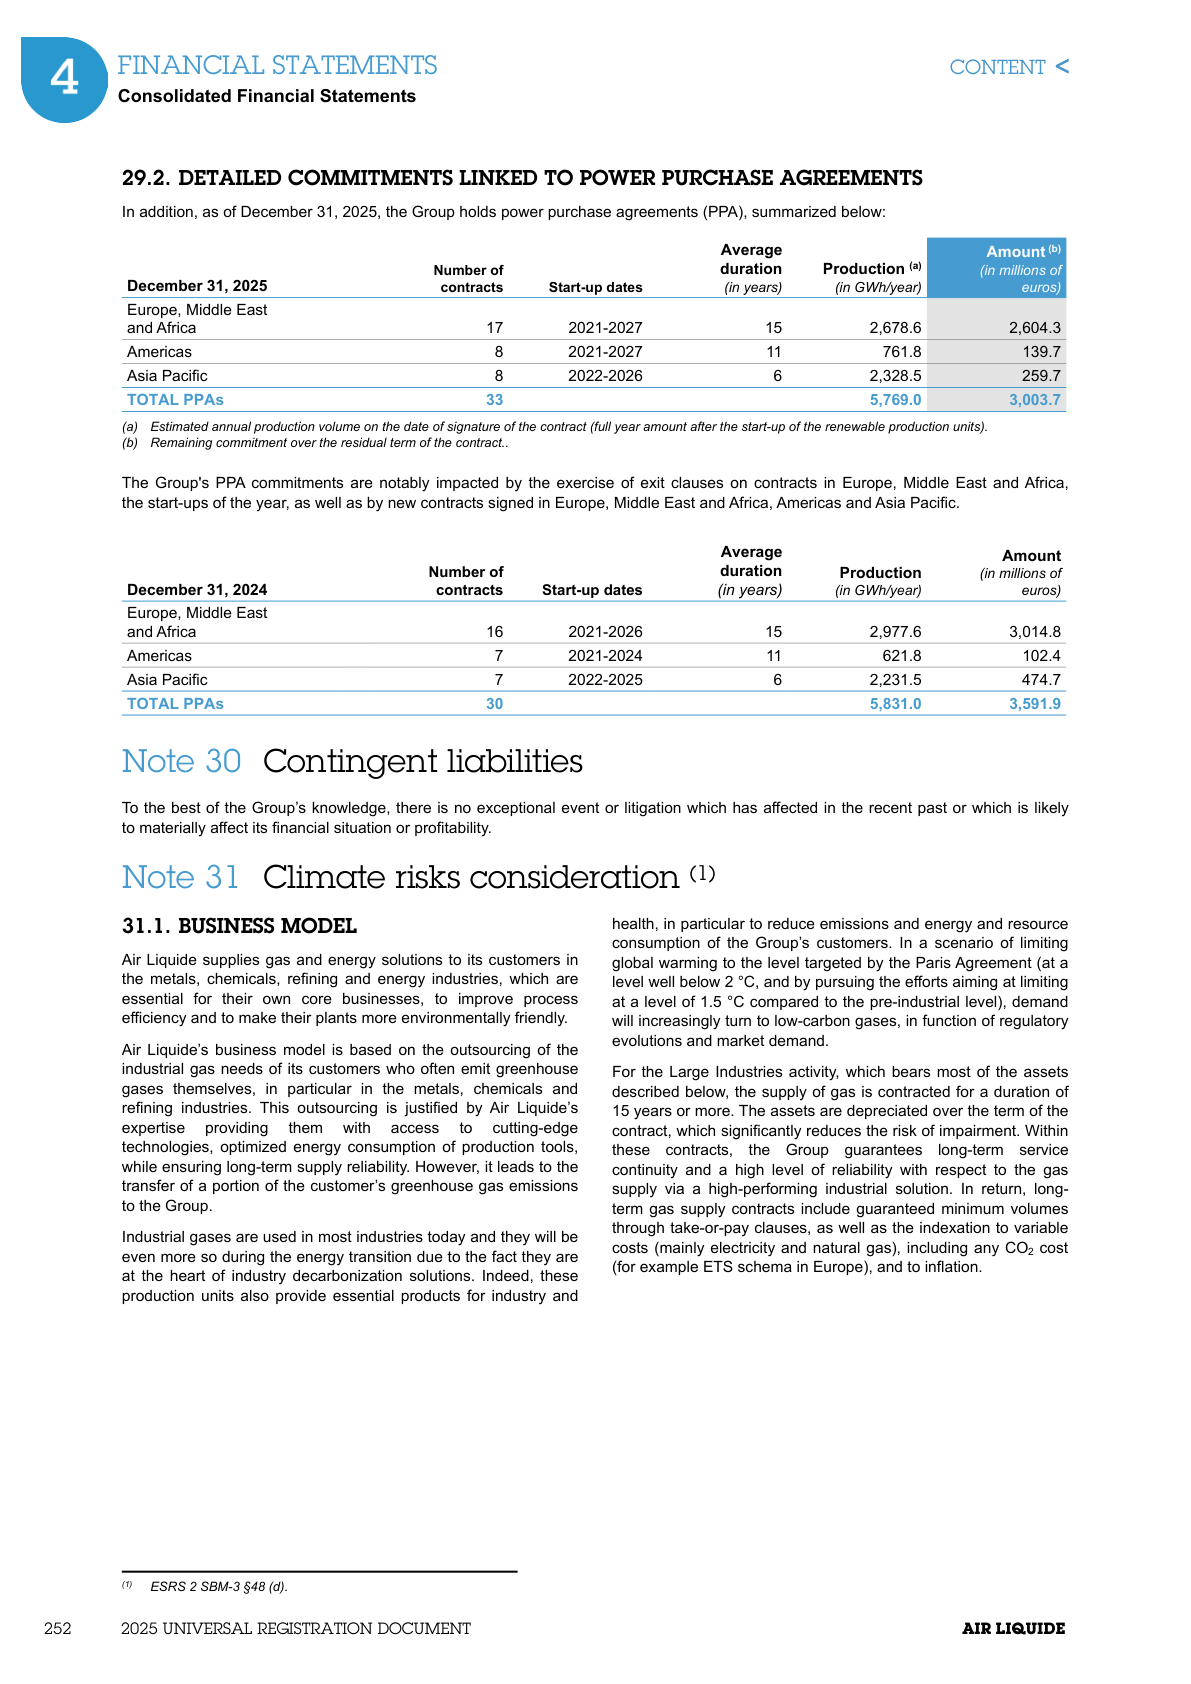 4
FINANCIAL STATEMENTS
CONTENT <
Consolidated Financial Statements
29.2. DETAILED COMMITMENTS LINKED TO POWER PURCHASE AGREEMENTS
In addition, as of December 31, 2025, the Group holds power purchase agreements (PPA), summarized below:
December 31, 2025 Number of contracts Start-up dates Average duration (in years) Production (a) (in GWh/year) Amount (b) (in millions of euros)
Europe, Middle East
and Africa 17 2021-2027 15 2,678.6 2,604.3
Americas 8 2021-2027 11 761.8 139.7
Asia Pacific 8 2022-2026 6 2,328.5 259.7
TOTAL PPAs 33 5,769.0 3,003.7
(a) Estimated annual production volume on the date of signature of the contract (full year amount after the start-up of the renewable production units).
(b) Remaining commitment over the residual term of the contract..
The Group's PPA commitments are notably impacted by the exercise of exit clauses on contracts in Europe, Middle East and Africa,
the start-ups of the year, as well as by new contracts signed in Europe, Middle East and Africa, Americas and Asia Pacific.
December 31, 2024 Number of contracts Start-up dates Average duration (in years) Production (in GWh/year) Amount (in millions of euros)
Europe, Middle East
and Africa 16 2021-2026 15 2,977.6 3,014.8
Americas 7 2021-2024 11 621.8 102.4
Asia Pacific 7 2022-2025 6 2,231.5 474.7
TOTAL PPAs 30 5,831.0 3,591.9
Note 30 Contingent liabilities
To the best of the Group’s knowledge, there is no exceptional event or litigation which has affected in the recent past or which is likely
to materially affect its financial situation or profitability.
Note 31 Climate risks consideration (1)
31.1. BUSINESS MODEL
Air Liquide supplies gas and energy solutions to its customers in
the metals, chemicals, refining and energy industries, which are
essential for their own core businesses, to improve process
efficiency and to make their plants more environmentally friendly.
Air Liquide’s business model is based on the outsourcing of the
industrial gas needs of its customers who often emit greenhouse
gases themselves, in particular in the metals, chemicals and
refining industries. This outsourcing is justified by Air Liquide’s
expertise providing them with access to cutting-edge
technologies, optimized energy consumption of production tools,
while ensuring long-term supply reliability. However, it leads to the
transfer of a portion of the customer’s greenhouse gas emissions
to the Group.
Industrial gases are used in most industries today and they will be
even more so during the energy transition due to the fact they are
at the heart of industry decarbonization solutions. Indeed, these
production units also provide essential products for industry and
health, in particular to reduce emissions and energy and resource
consumption of the Group’s customers. In a scenario of limiting
global warming to the level targeted by the Paris Agreement (at a
level well below 2 °C, and by pursuing the efforts aiming at limiting
at a level of 1.5 °C compared to the pre-industrial level), demand
will increasingly turn to low-carbon gases, in function of regulatory
evolutions and market demand.
For the Large Industries activity, which bears most of the assets
described below, the supply of gas is contracted for a duration of
15 years or more. The assets are depreciated over the term of the
contract, which significantly reduces the risk of impairment. Within
these contracts, the Group guarantees long-term service
continuity and a high level of reliability with respect to the gas
supply via a high-performing industrial solution. In return, long-
term gas supply contracts include guaranteed minimum volumes
through take-or-pay clauses, as well as the indexation to variable
costs (mainly electricity and natural gas), including any CO2 cost
(for example ETS schema in Europe), and to inflation.
(1) ESRS 2 SBM-3 §48 (d).
252 2025 UNIVERSAL REGISTRATION DOCUMENT AIR LIQUIDE